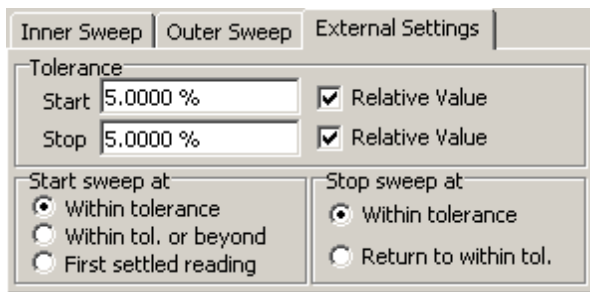 Inner Sweep Outer Sweep External Settings
Tolerance
Start 5.0000 % Relative Value
Stop 5.0000 % Relative Value
Start sweep at
Within tolerance
Within tol. or beyond
First settled reading
Stop sweep at
Within tolerance
Return to within tol.